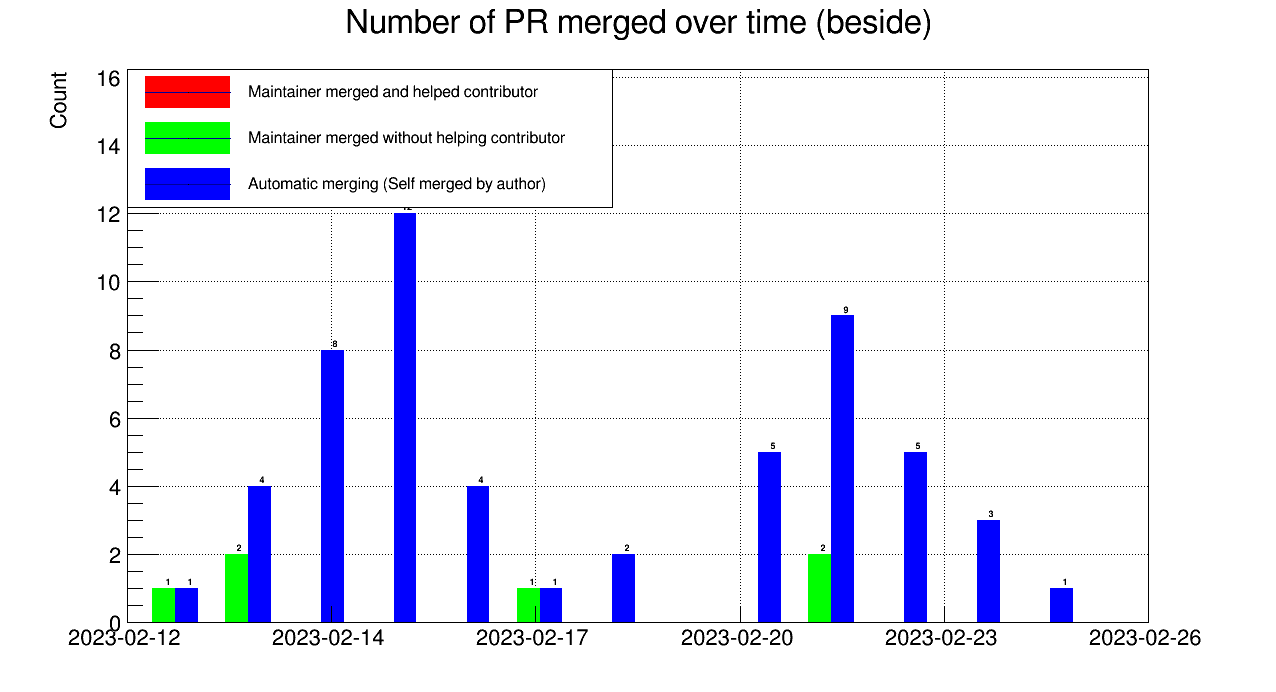 Number of PR merged over time (beside)
Count
16
14
12
10
8
6
4
2
0
Maintainer merged and helped contributor
Maintainer merged without helping contributor
Automatic merging (Self merged by author)
1 1 2 4 8 4 1 1 2 5 2 9 5 3 1
2023-02-12 2023-02-14 2023-02-17 2023-02-20 2023-02-23 2023-02-26